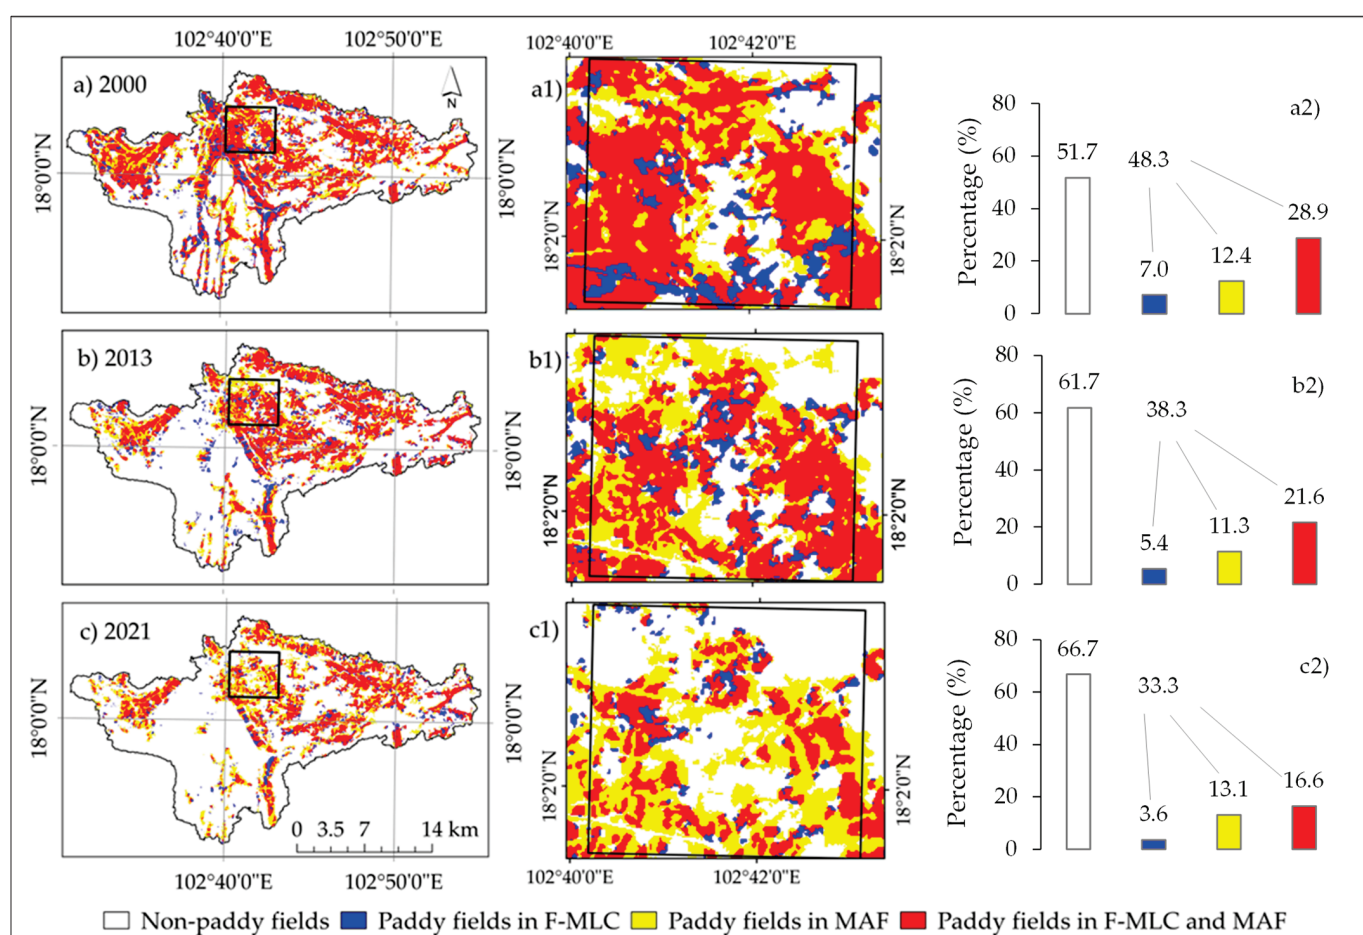 102°40'0"E 102°50'0"E 102°40'0"E 102°42'0"E
a) 2000
N
18°0'0"N
18°0'0"N
a1)
18°2'0"N
18°2'0"N
Percentage (%)
80
60
40
20
0
a2)
51.7
48.3
7.0
12.4
28.9
b) 2013
18°0'0"N
18°0'0"N
b1)
18°2'0"N
18°2'0"N
Percentage (%)
80
60
40
20
0
b2)
61.7
38.3
5.4
11.3
21.6
c) 2021
18°0'0"N
18°0'0"N
0 3.5 7 14 km
c1)
18°2'0"N
18°2'0"N
Percentage (%)
80
60
40
20
0
c2)
66.7
33.3
3.6
13.1
16.6
102°40'0"E 102°50'0"E 102°40'0"E 102°42'0"E
Non-paddy fields Paddy fields in F-MLC Paddy fields in MAF Paddy fields in F-MLC and MAF